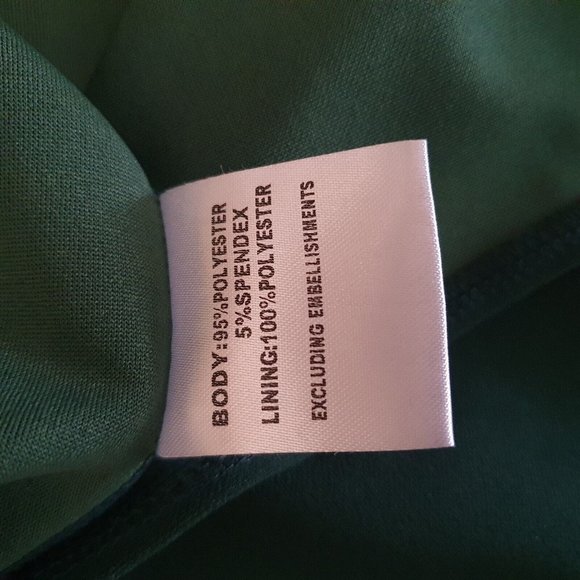 BODY:95%POLYESTER
5%SPENDEX
LINING:100%POLYESTER
EXCLUDING EMBELLISHMENTS